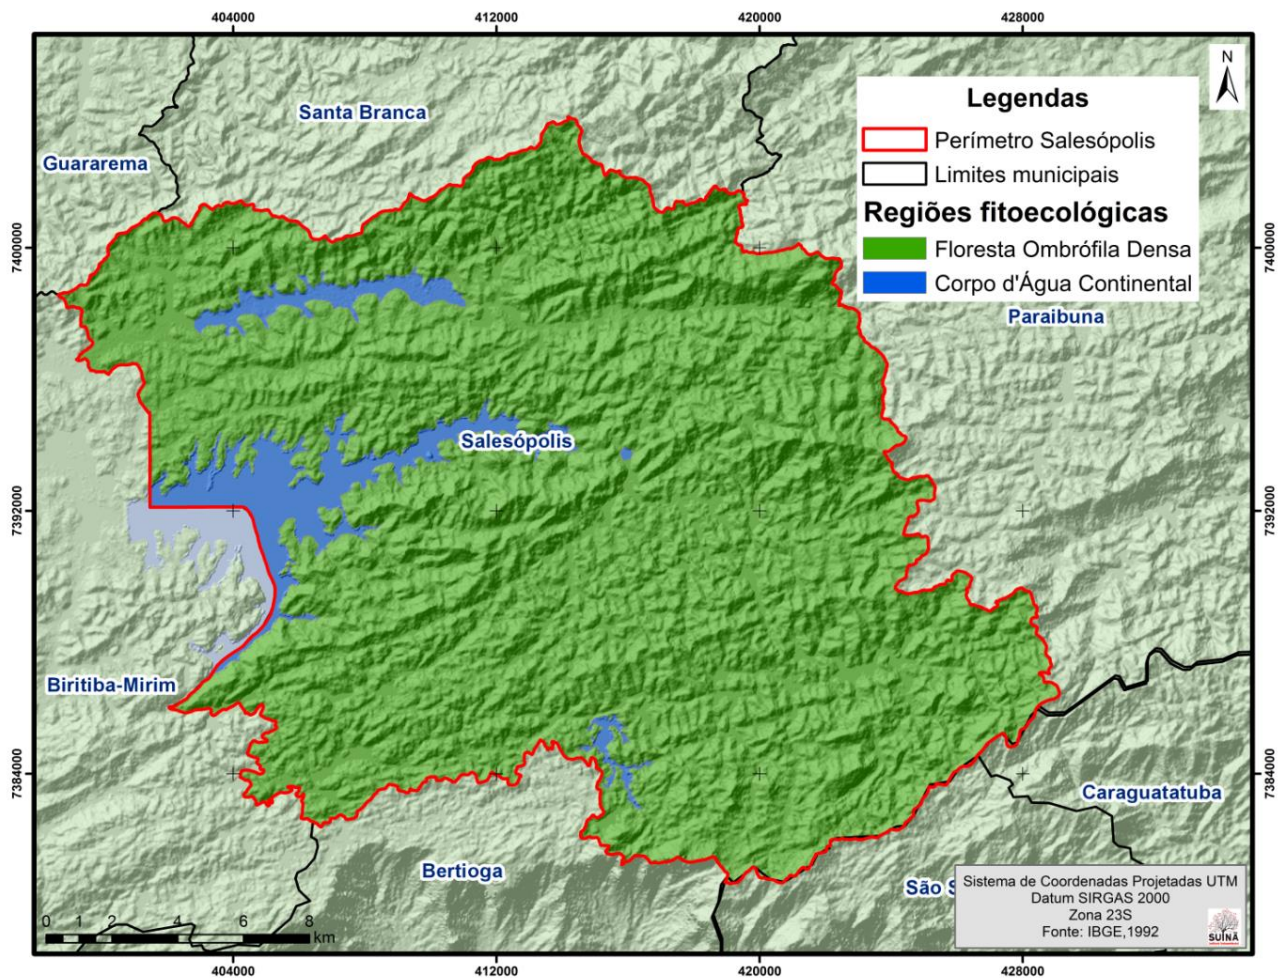 404000 412000 420000 428000
N
Legendas
Perímetro Salesópolis
Limites municipais
Regiões fitoecológicas
Floresta Ombrófila Densa
Corpo d'Água Continental
Santa Branca
Guararema
7400000 7400000
Paraibuna
Salesópolis
7392000 7392000
Biritiba-Mirim
7384000 7384000
Caraguatatuba
Bertioga
São S
Sistema de Coordenadas Projetadas UTM
Datum SIRGAS 2000
Zona 23S
Fonte: IBGE,1992
SUINÃ
0 1 2 4 6 8
km
404000 412000 420000 428000